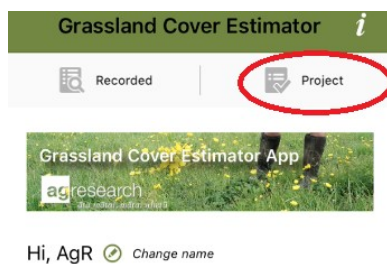 Grassland Cover Estimator i
Recorded Project
Grassland Cover Estimator App
agresearch
Hi, AgR Change name